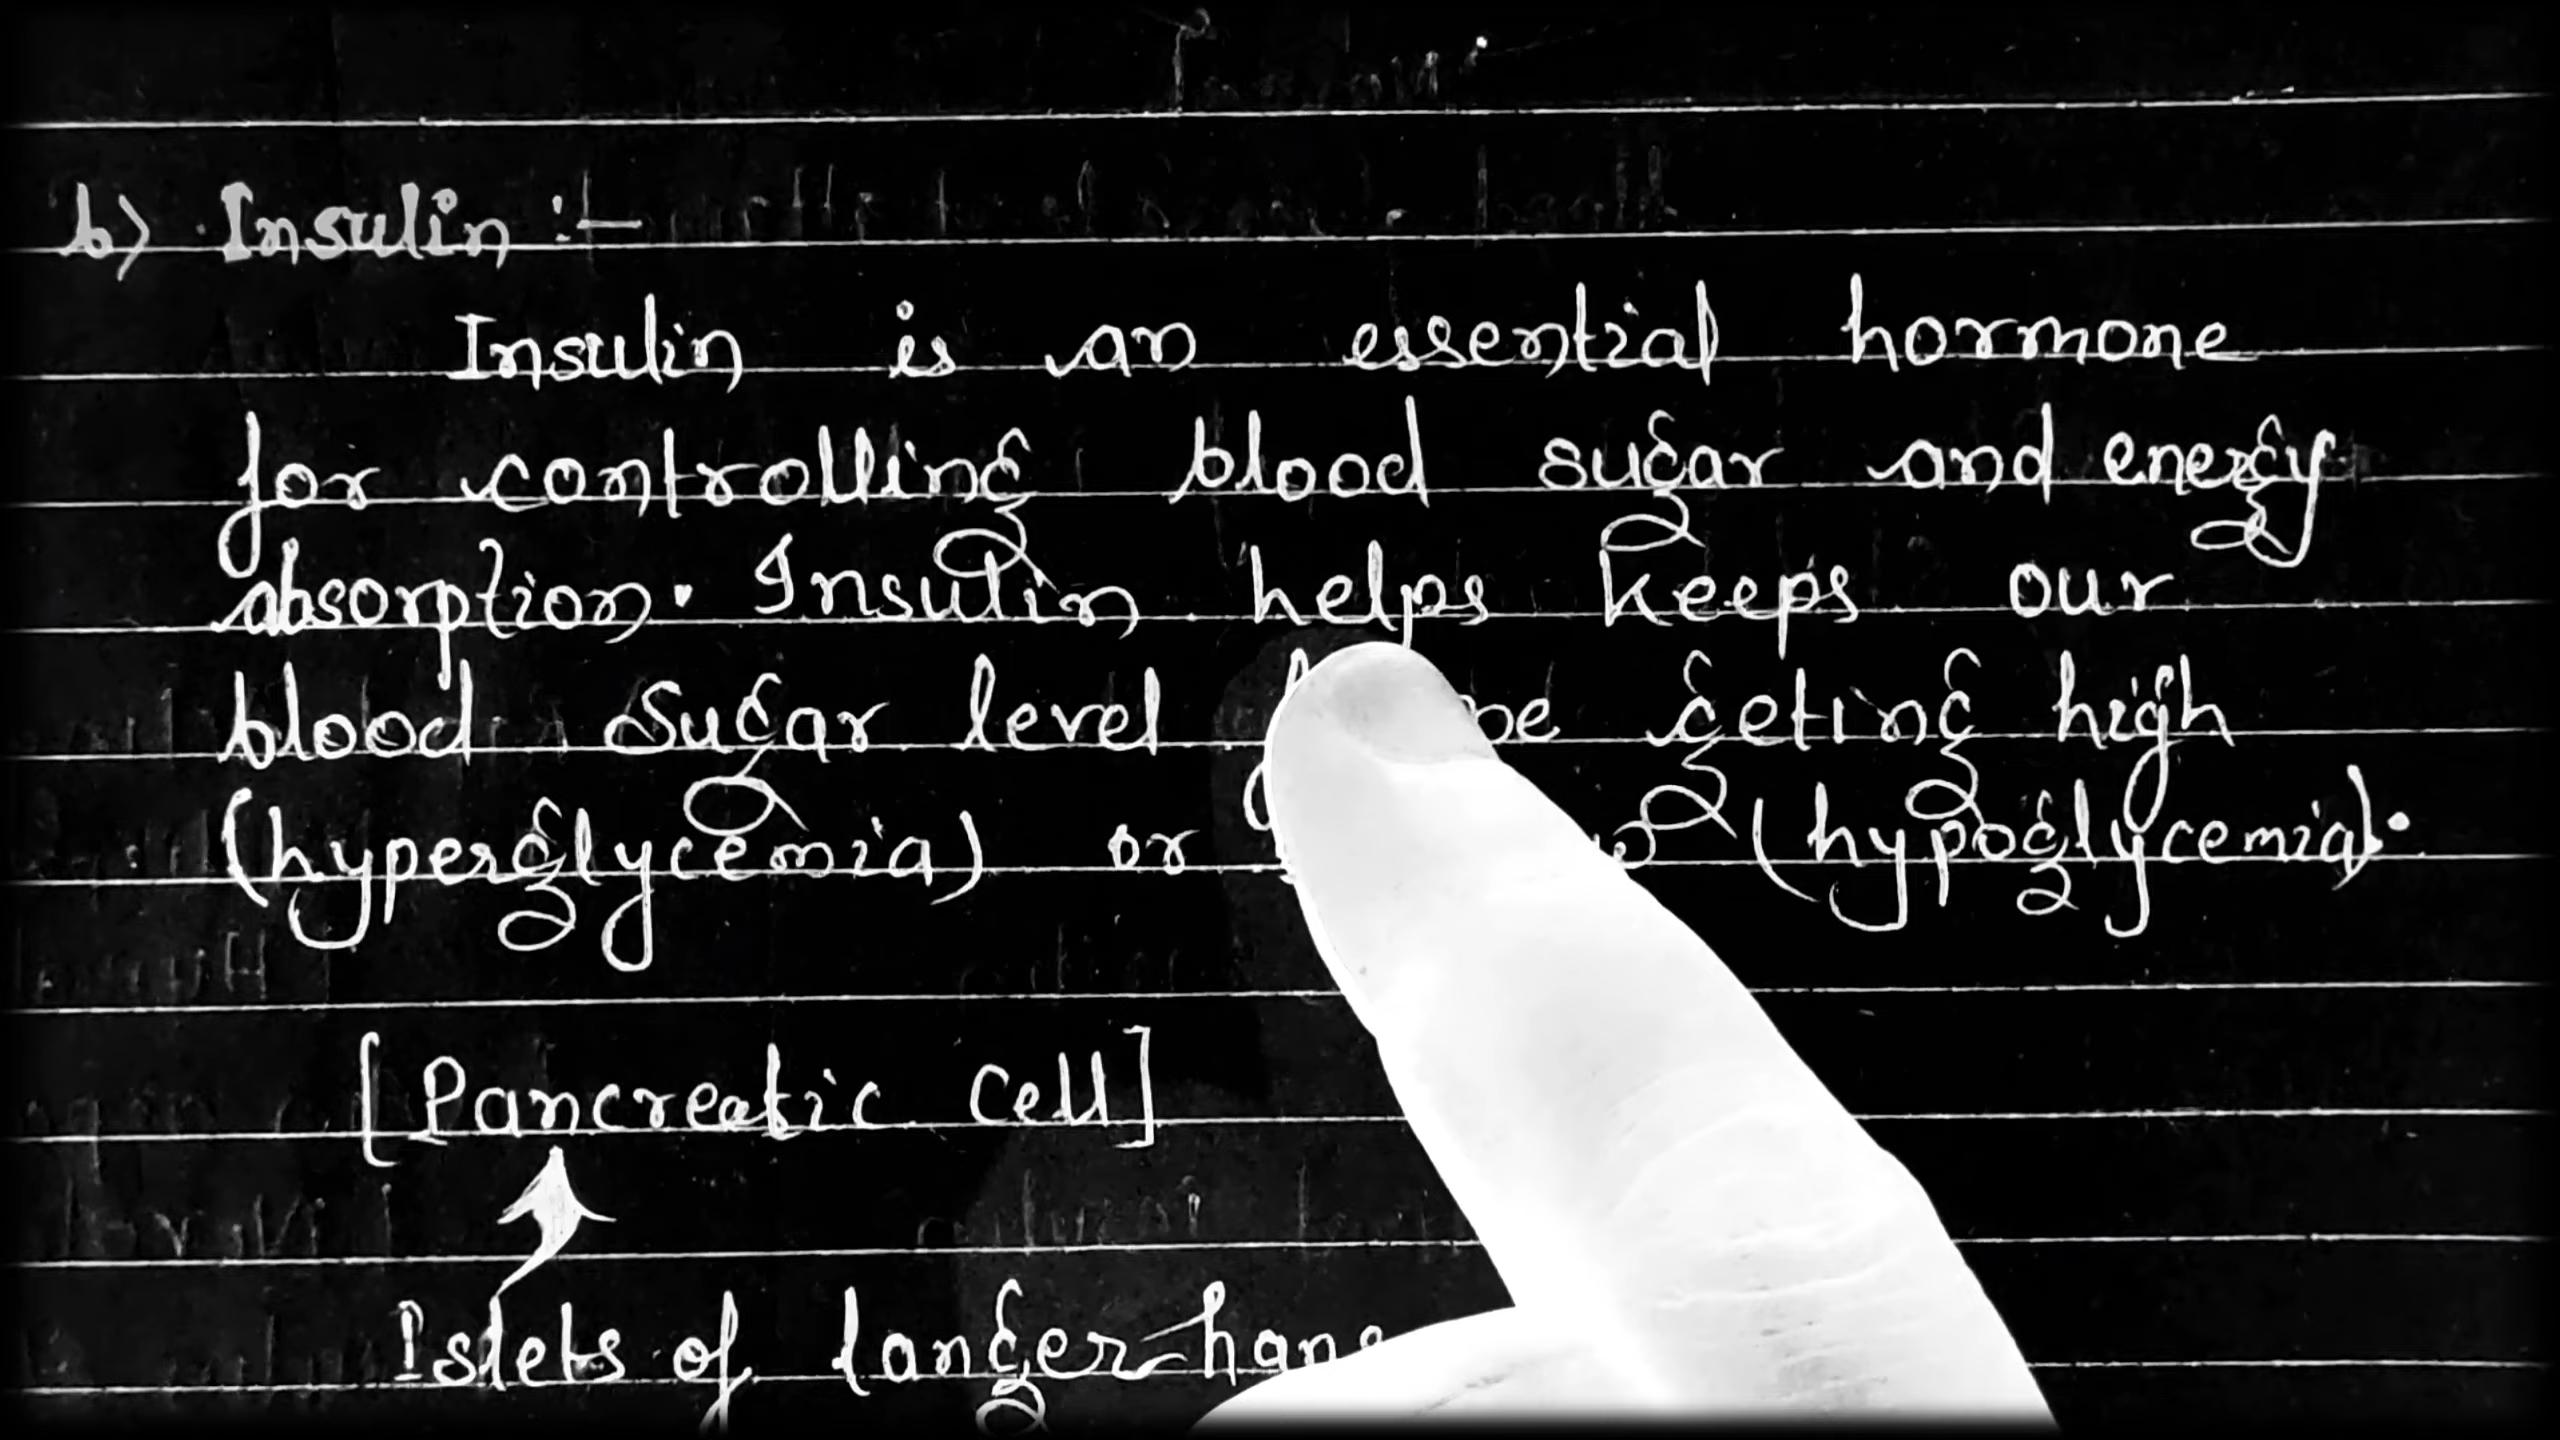 b) Insulin :-
Insulin is an essential hormone
for controlling blood sugar and energy
absorption. Insulin helps keeps our
blood Sugar level geting high
(hyperglycemia) or (hypoglycemia).
[Pancreatic Cell]
Islets of langerhans